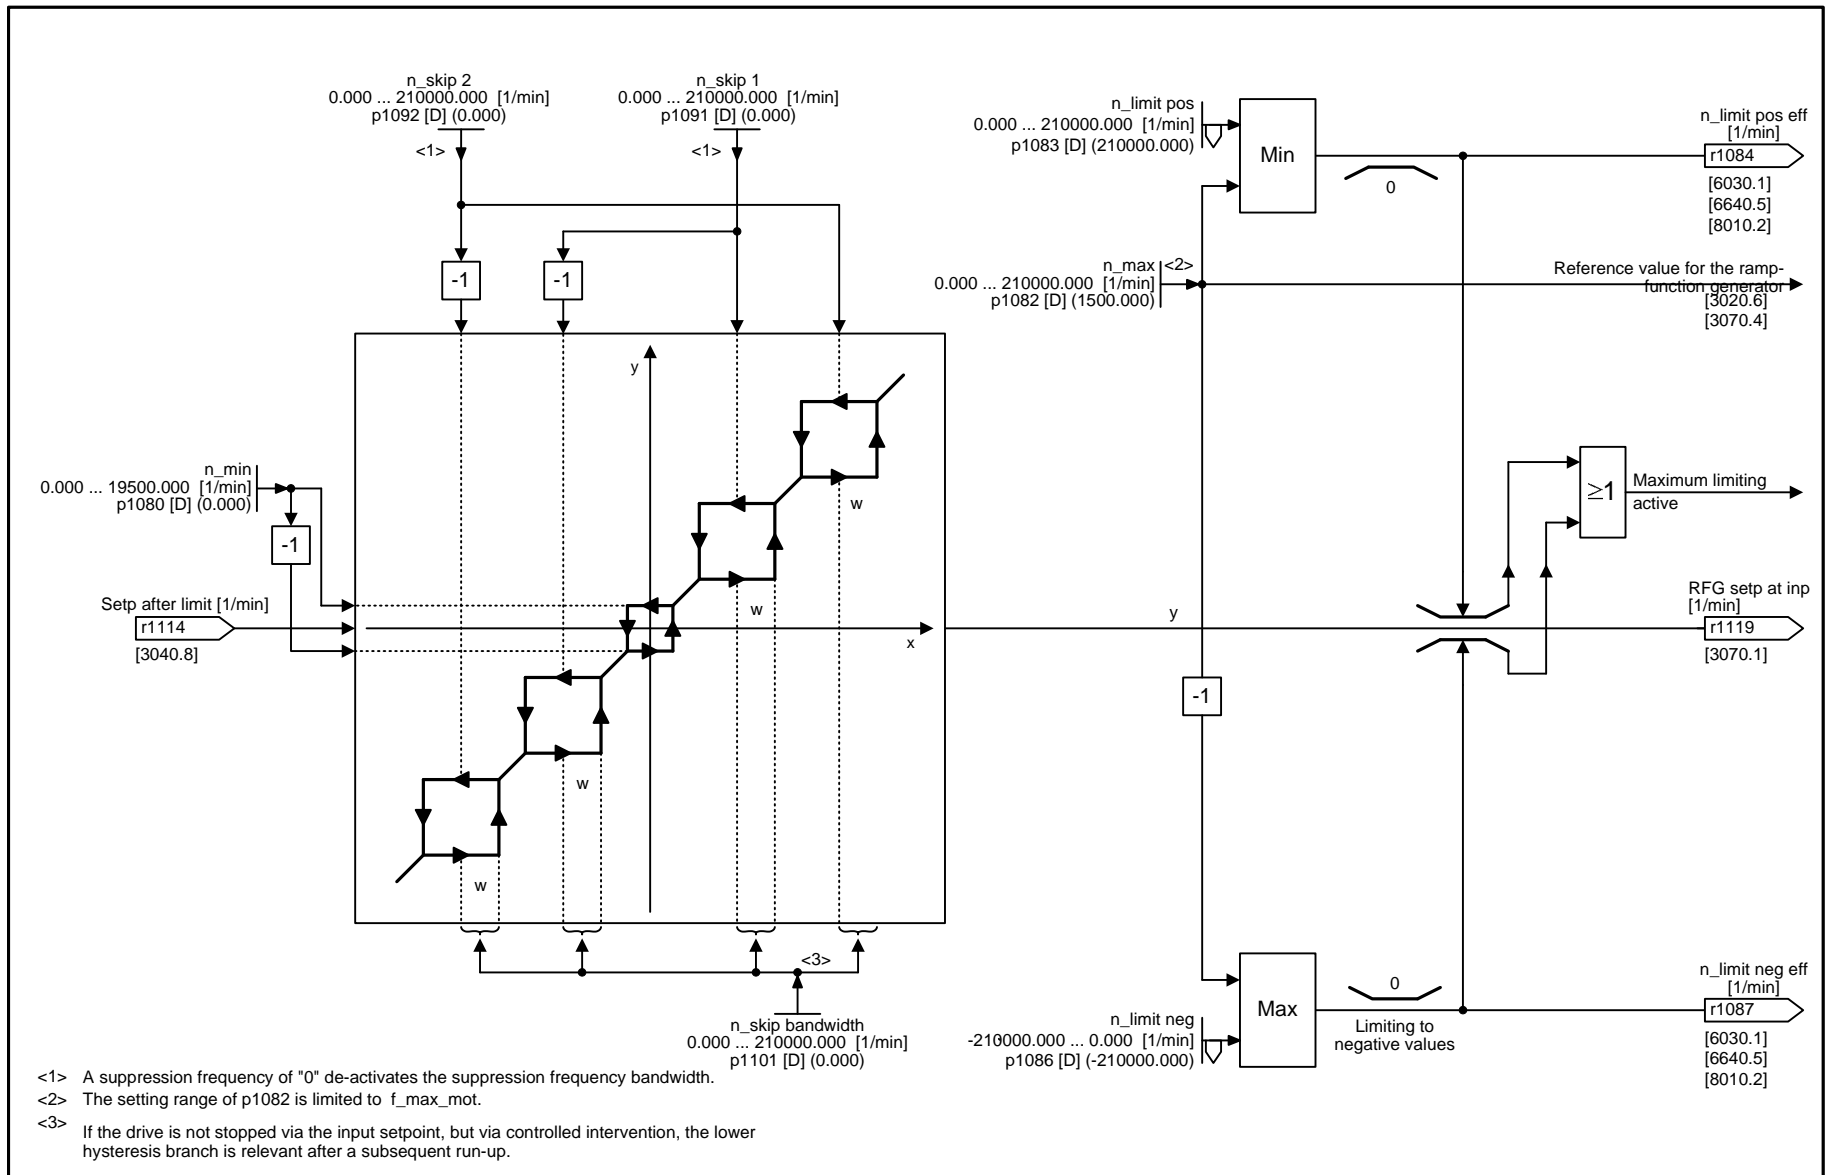 n_skip 2
0.000 ... 210000.000 [1/min]
p1092 [D] (0.000)
<1>
n_skip 1
0.000 ... 210000.000 [1/min]
p1091 [D] (0.000)
<1>
-1
-1
n_limit pos
0.000 ... 210000.000 [1/min]
p1083 [D] (210000.000)
Min
0
n_limit pos eff
[1/min]
r1084
[6030.1]
[6640.5]
[8010.2]
n_max
0.000 ... 210000.000 [1/min]
p1082 [D] (1500.000)
<2>
Reference value for the ramp-
function generator
[3020.6]
[3070.4]
y
w
w
x
w
w
n_min
0.000 ... 19500.000 [1/min]
p1080 [D] (0.000)
-1
Setp after limit [1/min]
r1114
[3040.8]
≥1
Maximum limiting
active
y
RFG setp at inp
[1/min]
r1119
[3070.1]
-1
<3>
n_skip bandwidth
0.000 ... 210000.000 [1/min]
p1101 [D] (0.000)
n_limit neg
-210000.000 ... 0.000 [1/min]
p1086 [D] (-210000.000)
Max
0
Limiting to
negative values
n_limit neg eff
[1/min]
r1087
[6030.1]
[6640.5]
[8010.2]
<1> A suppression frequency of "0" de-activates the suppression frequency bandwidth.
<2> The setting range of p1082 is limited to f_max_mot.
<3> If the drive is not stopped via the input setpoint, but via controlled intervention, the lower
hysteresis branch is relevant after a subsequent run-up.